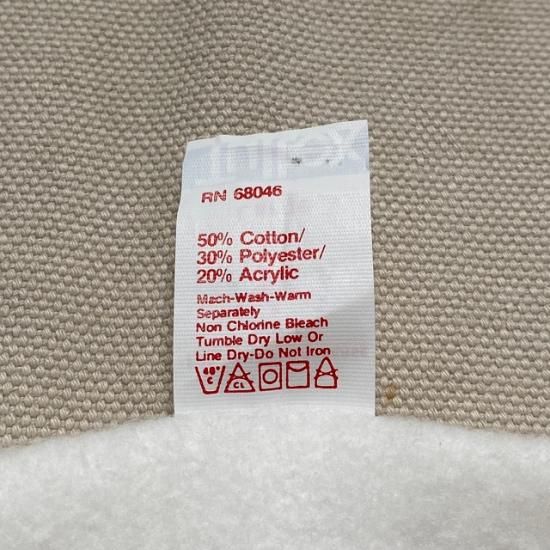 RN 68046
50% Cotton/
30% Polyester/
20% Acrylic
Mach-Wash-Warm
Separately
Non Chlorine Bleach
Tumble Dry Low Or
Line Dry-Do Not Iron
CL